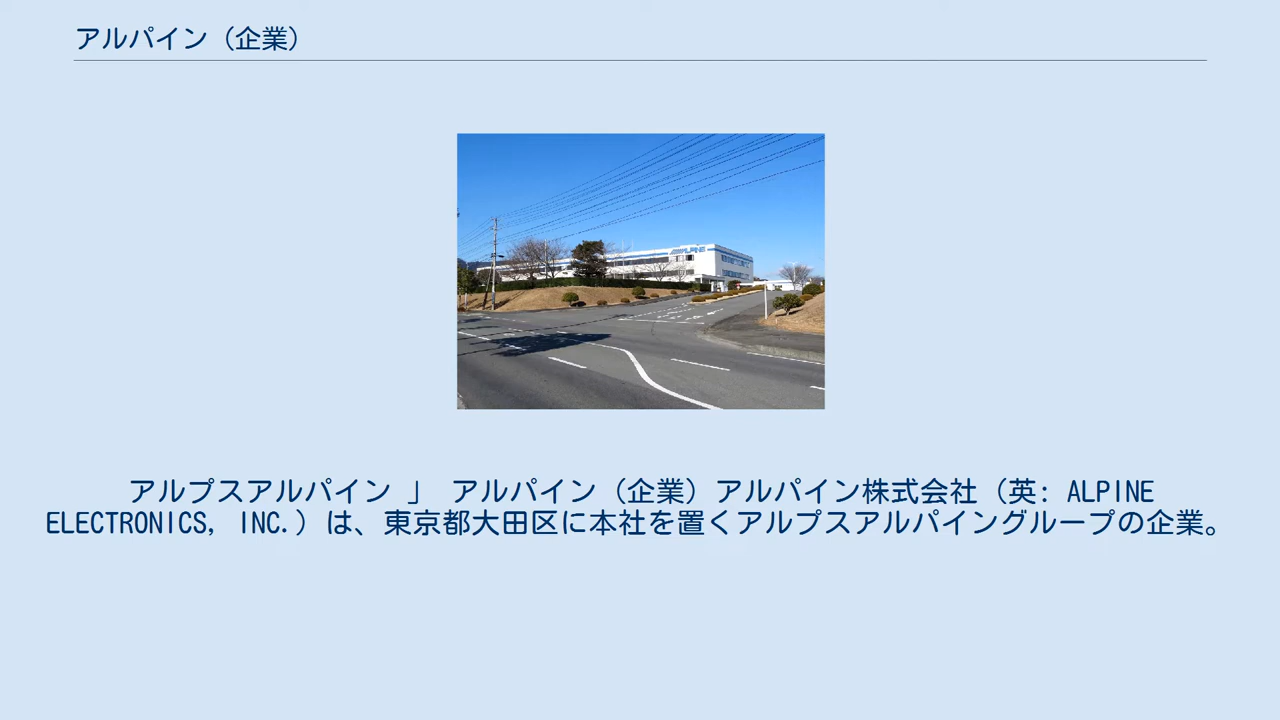 アルパイン（企業）
ALPINE
アルプスアルパイン 」 アルパイン（企業）アルパイン株式会社（英: ALPINE
ELECTRONICS, INC.）は、東京都大田区に本社を置くアルプスアルパイングループの企業。